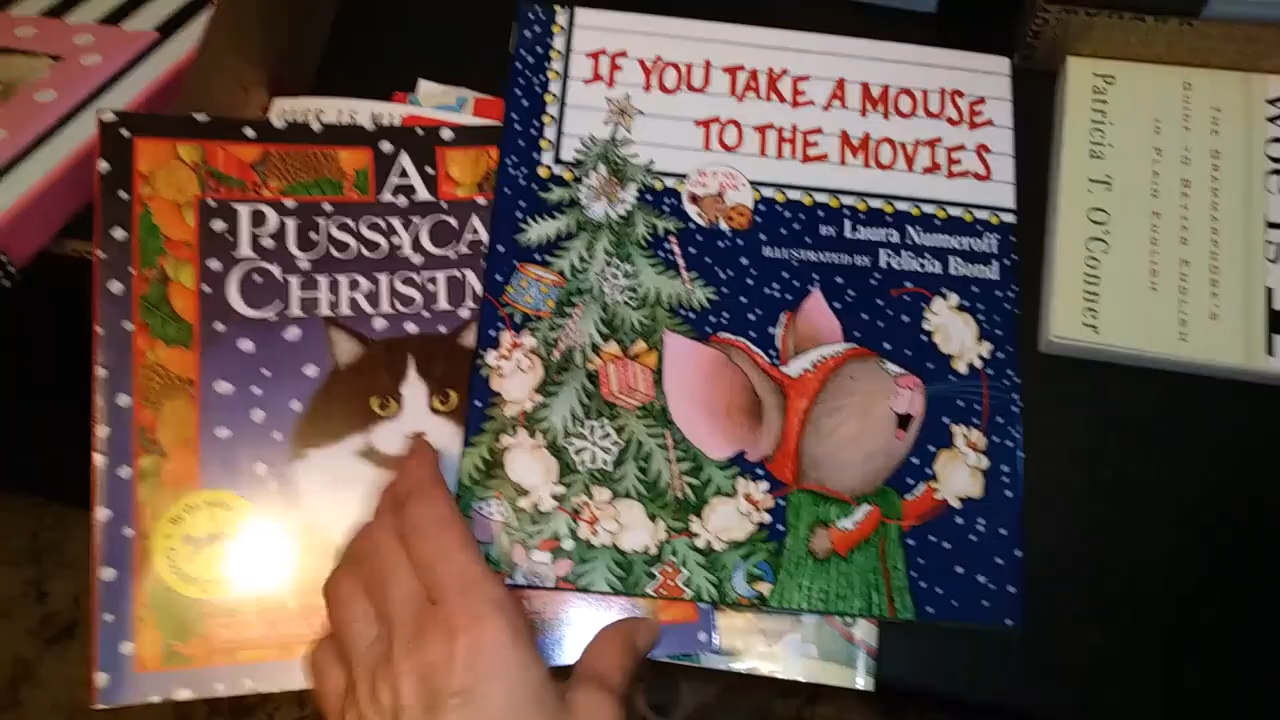 IF YOU TAKE A MOUSE
TO THE MOVIES
BY Laura Numeroff
ILLUSTRATED BY Felicia Bond
A
PUSSYCA
CHRISTM
Patricia T. O'Conner
THE GRAMMARPHOBE'S
GUIDE TO BETTER ENGLISH
IN PLAIN ENGLISH